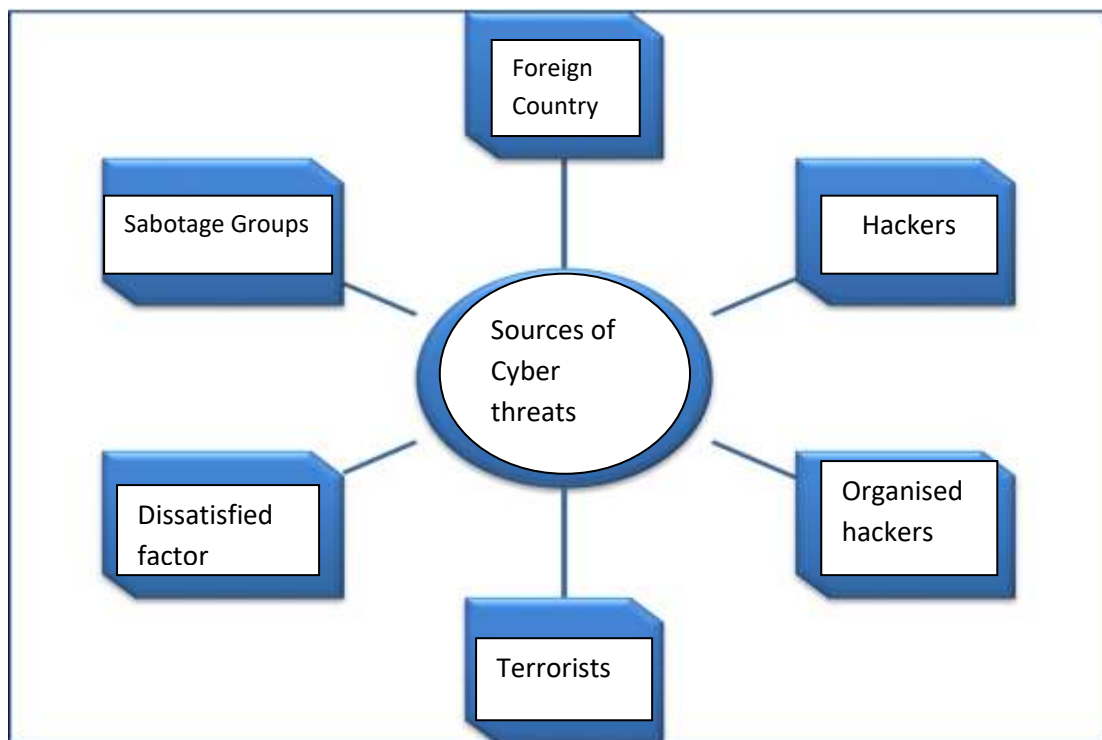 Foreign
Country
Sabotage Groups
Hackers
Sources of
Cyber
threats
Dissatisfied
factor
Organised
hackers
Terrorists